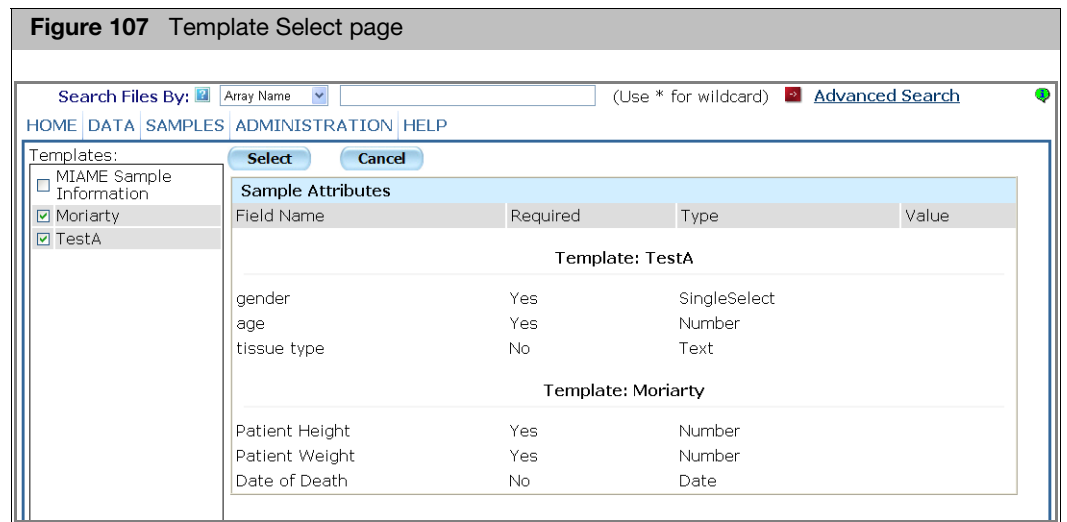 Figure 107 Template Select page
Search Files By: ? Array Name (Use * for wildcard) Advanced Search
HOME DATA SAMPLES ADMINISTRATION HELP
Templates:
MIAME Sample
Information
Moriarty
TestA
Select Cancel
Sample Attributes
Field Name Required Type Value
Template: TestA
gender Yes SingleSelect
age Yes Number
tissue type No Text
Template: Moriarty
Patient Height Yes Number
Patient Weight Yes Number
Date of Death No Date